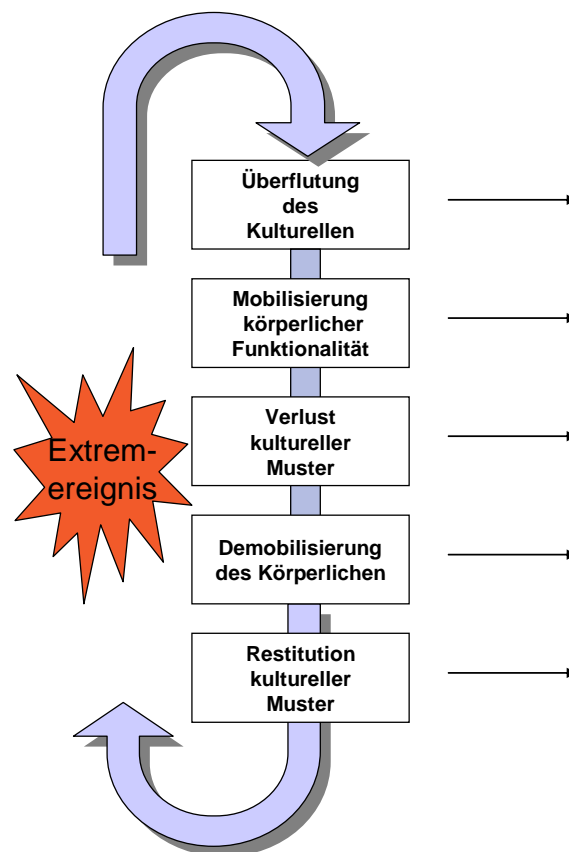 Überflutung
des
Kulturellen
Mobilisierung
körperlicher
Funktionalität
Extrem-
ereignis
Verlust
kultureller
Muster
Demobilisierung
des Körperlichen
Restitution
kultureller
Muster